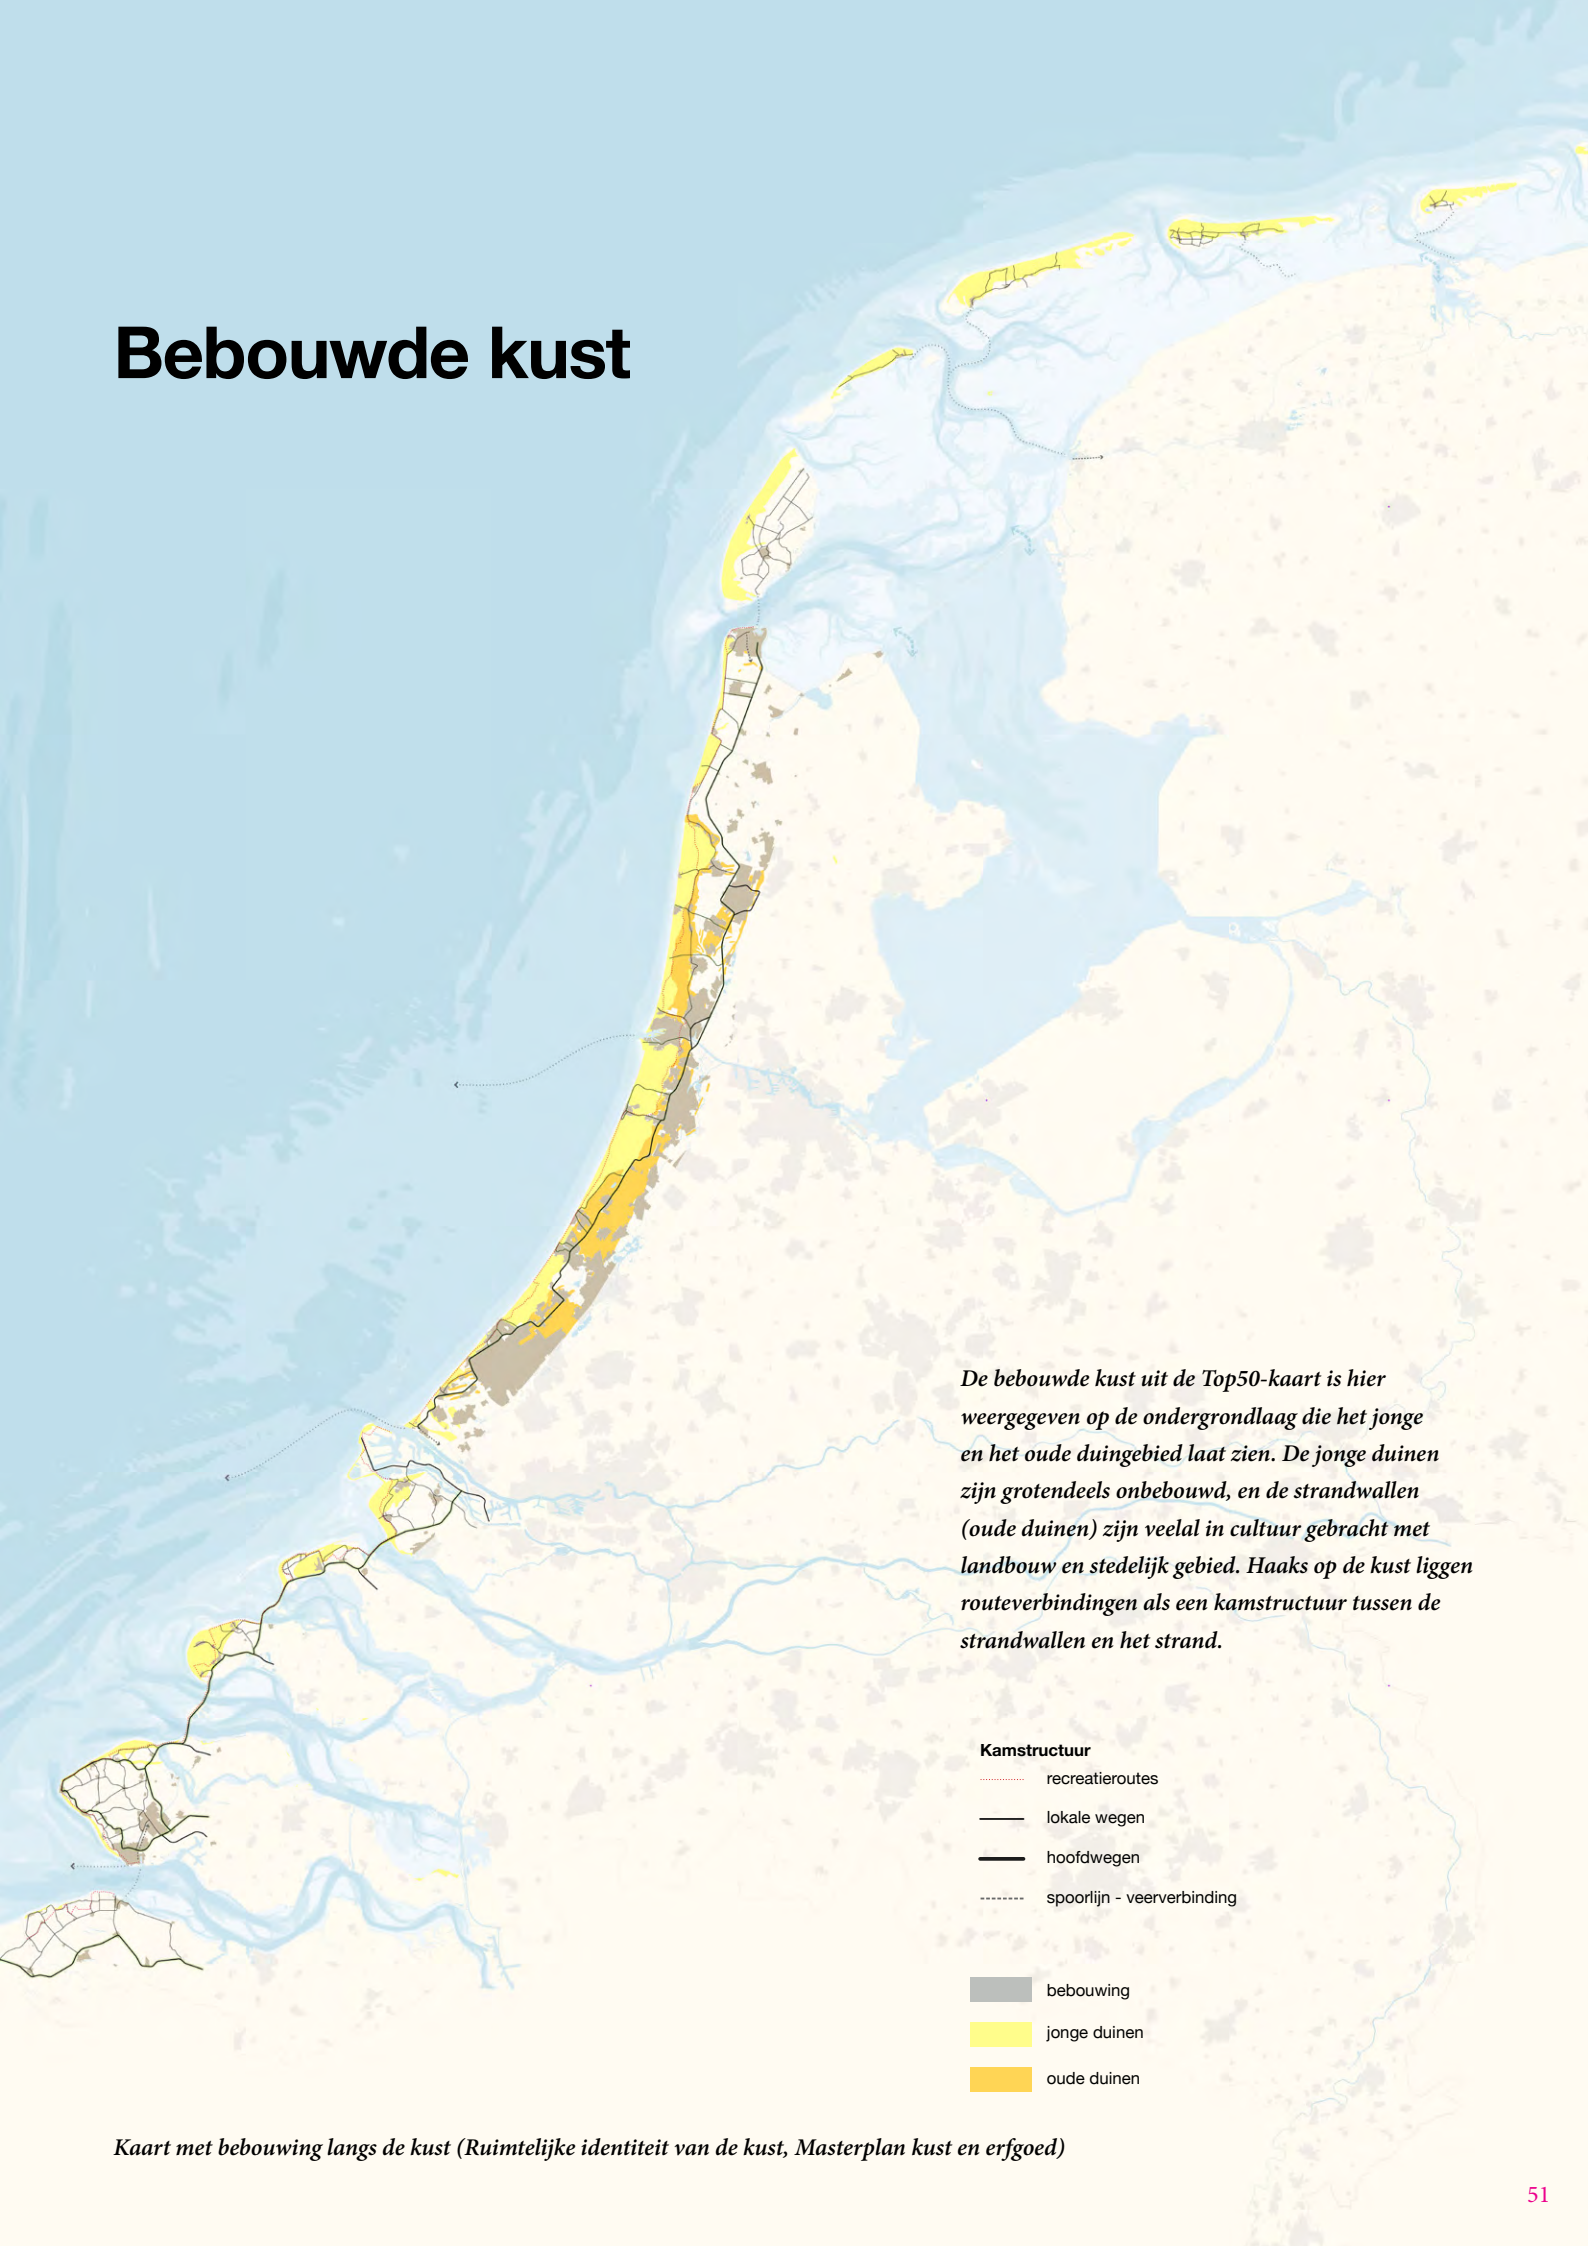 Bebouwde kust
De bebouwde kust uit de Top50-kaart is hier
weergegeven op de ondergrondlaag die het jonge
en het oude duingebied laat zien. De jonge duinen
zijn grotendeels onbebouwd, en de strandwallen
(oude duinen) zijn veelal in cultuur gebracht met
landbouw en stedelijk gebied. Haaks op de kust liggen
routeverbindingen als een kamstructuur tussen de
strandwallen en het strand.
Kamstructuur
recreatieroutes
lokale wegen
hoofdwegen
spoorlijn - veerverbinding
bebouwing
jonge duinen
oude duinen
Kaart met bebouwing langs de kust (Ruimtelijke identiteit van de kust, Masterplan kust en erfgoed)
51